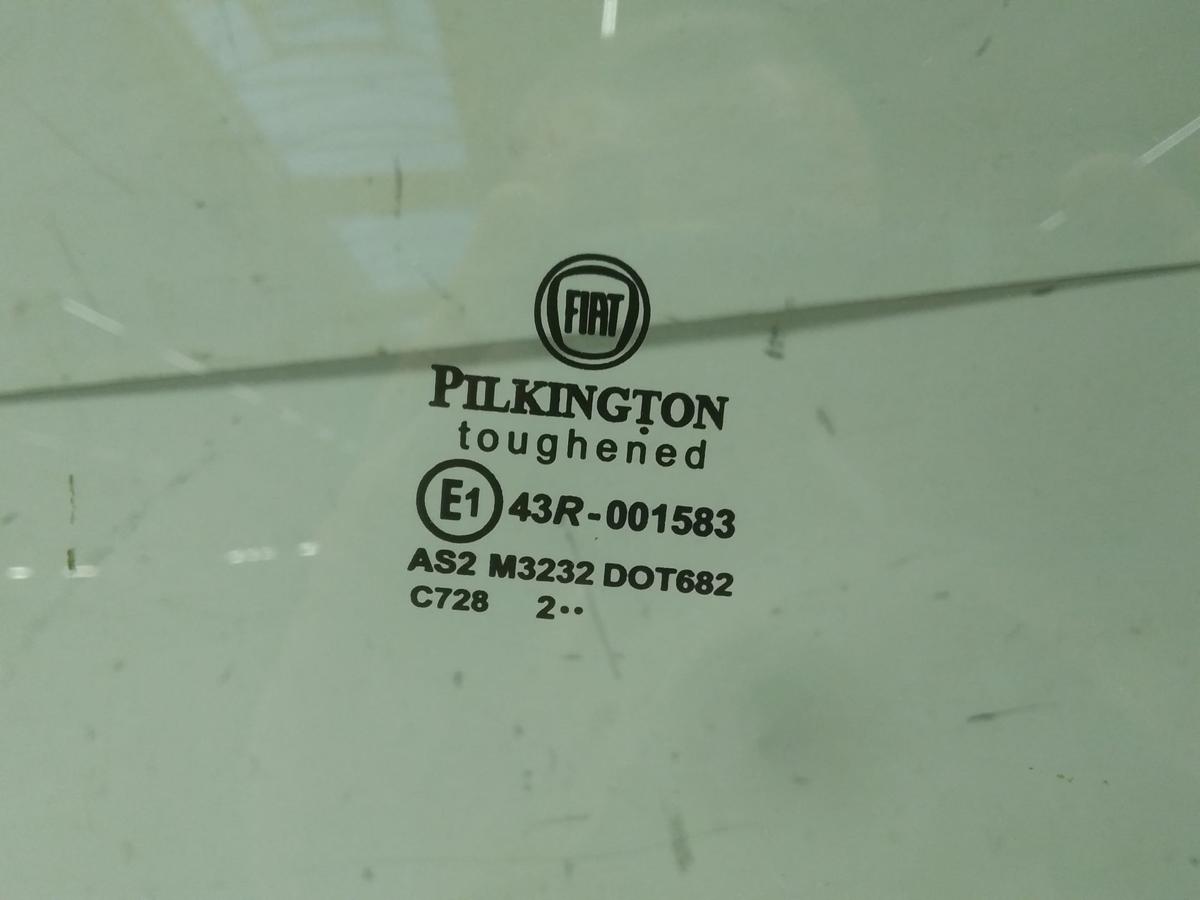 FIAT
PILKINGTON
toughened
E1 43R-001583
AS2 M3232 DOT682
C728 2··